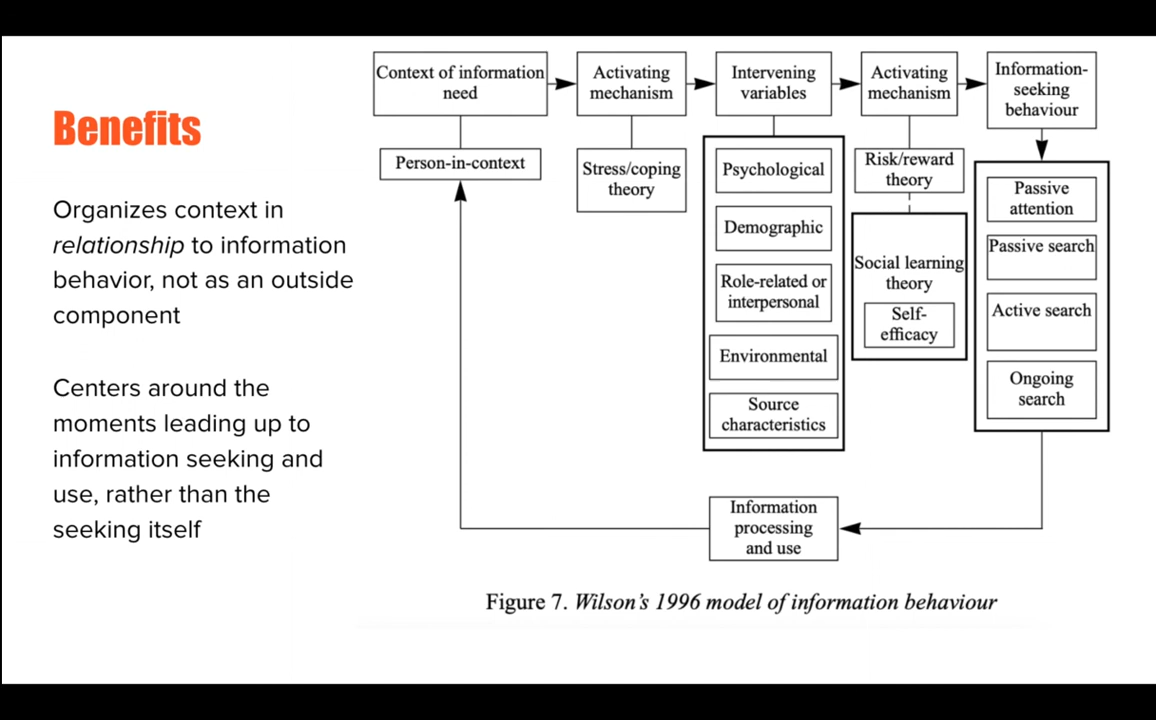 Benefits
Organizes context in
relationship to information
behavior, not as an outside
component
Centers around the
moments leading up to
information seeking and
use, rather than the
seeking itself
Context of information
need
Activating
mechanism
Intervening
variables
Activating
mechanism
Information-
seeking
behaviour
Person-in-context
Stress/coping
theory
Psychological
Demographic
Role-related or
interpersonal
Environmental
Source
characteristics
Risk/reward
theory
Social learning
theory
Self-
efficacy
Passive
attention
Passive search
Active search
Ongoing
search
Information
processing
and use
Figure 7. Wilson's 1996 model of information behaviour